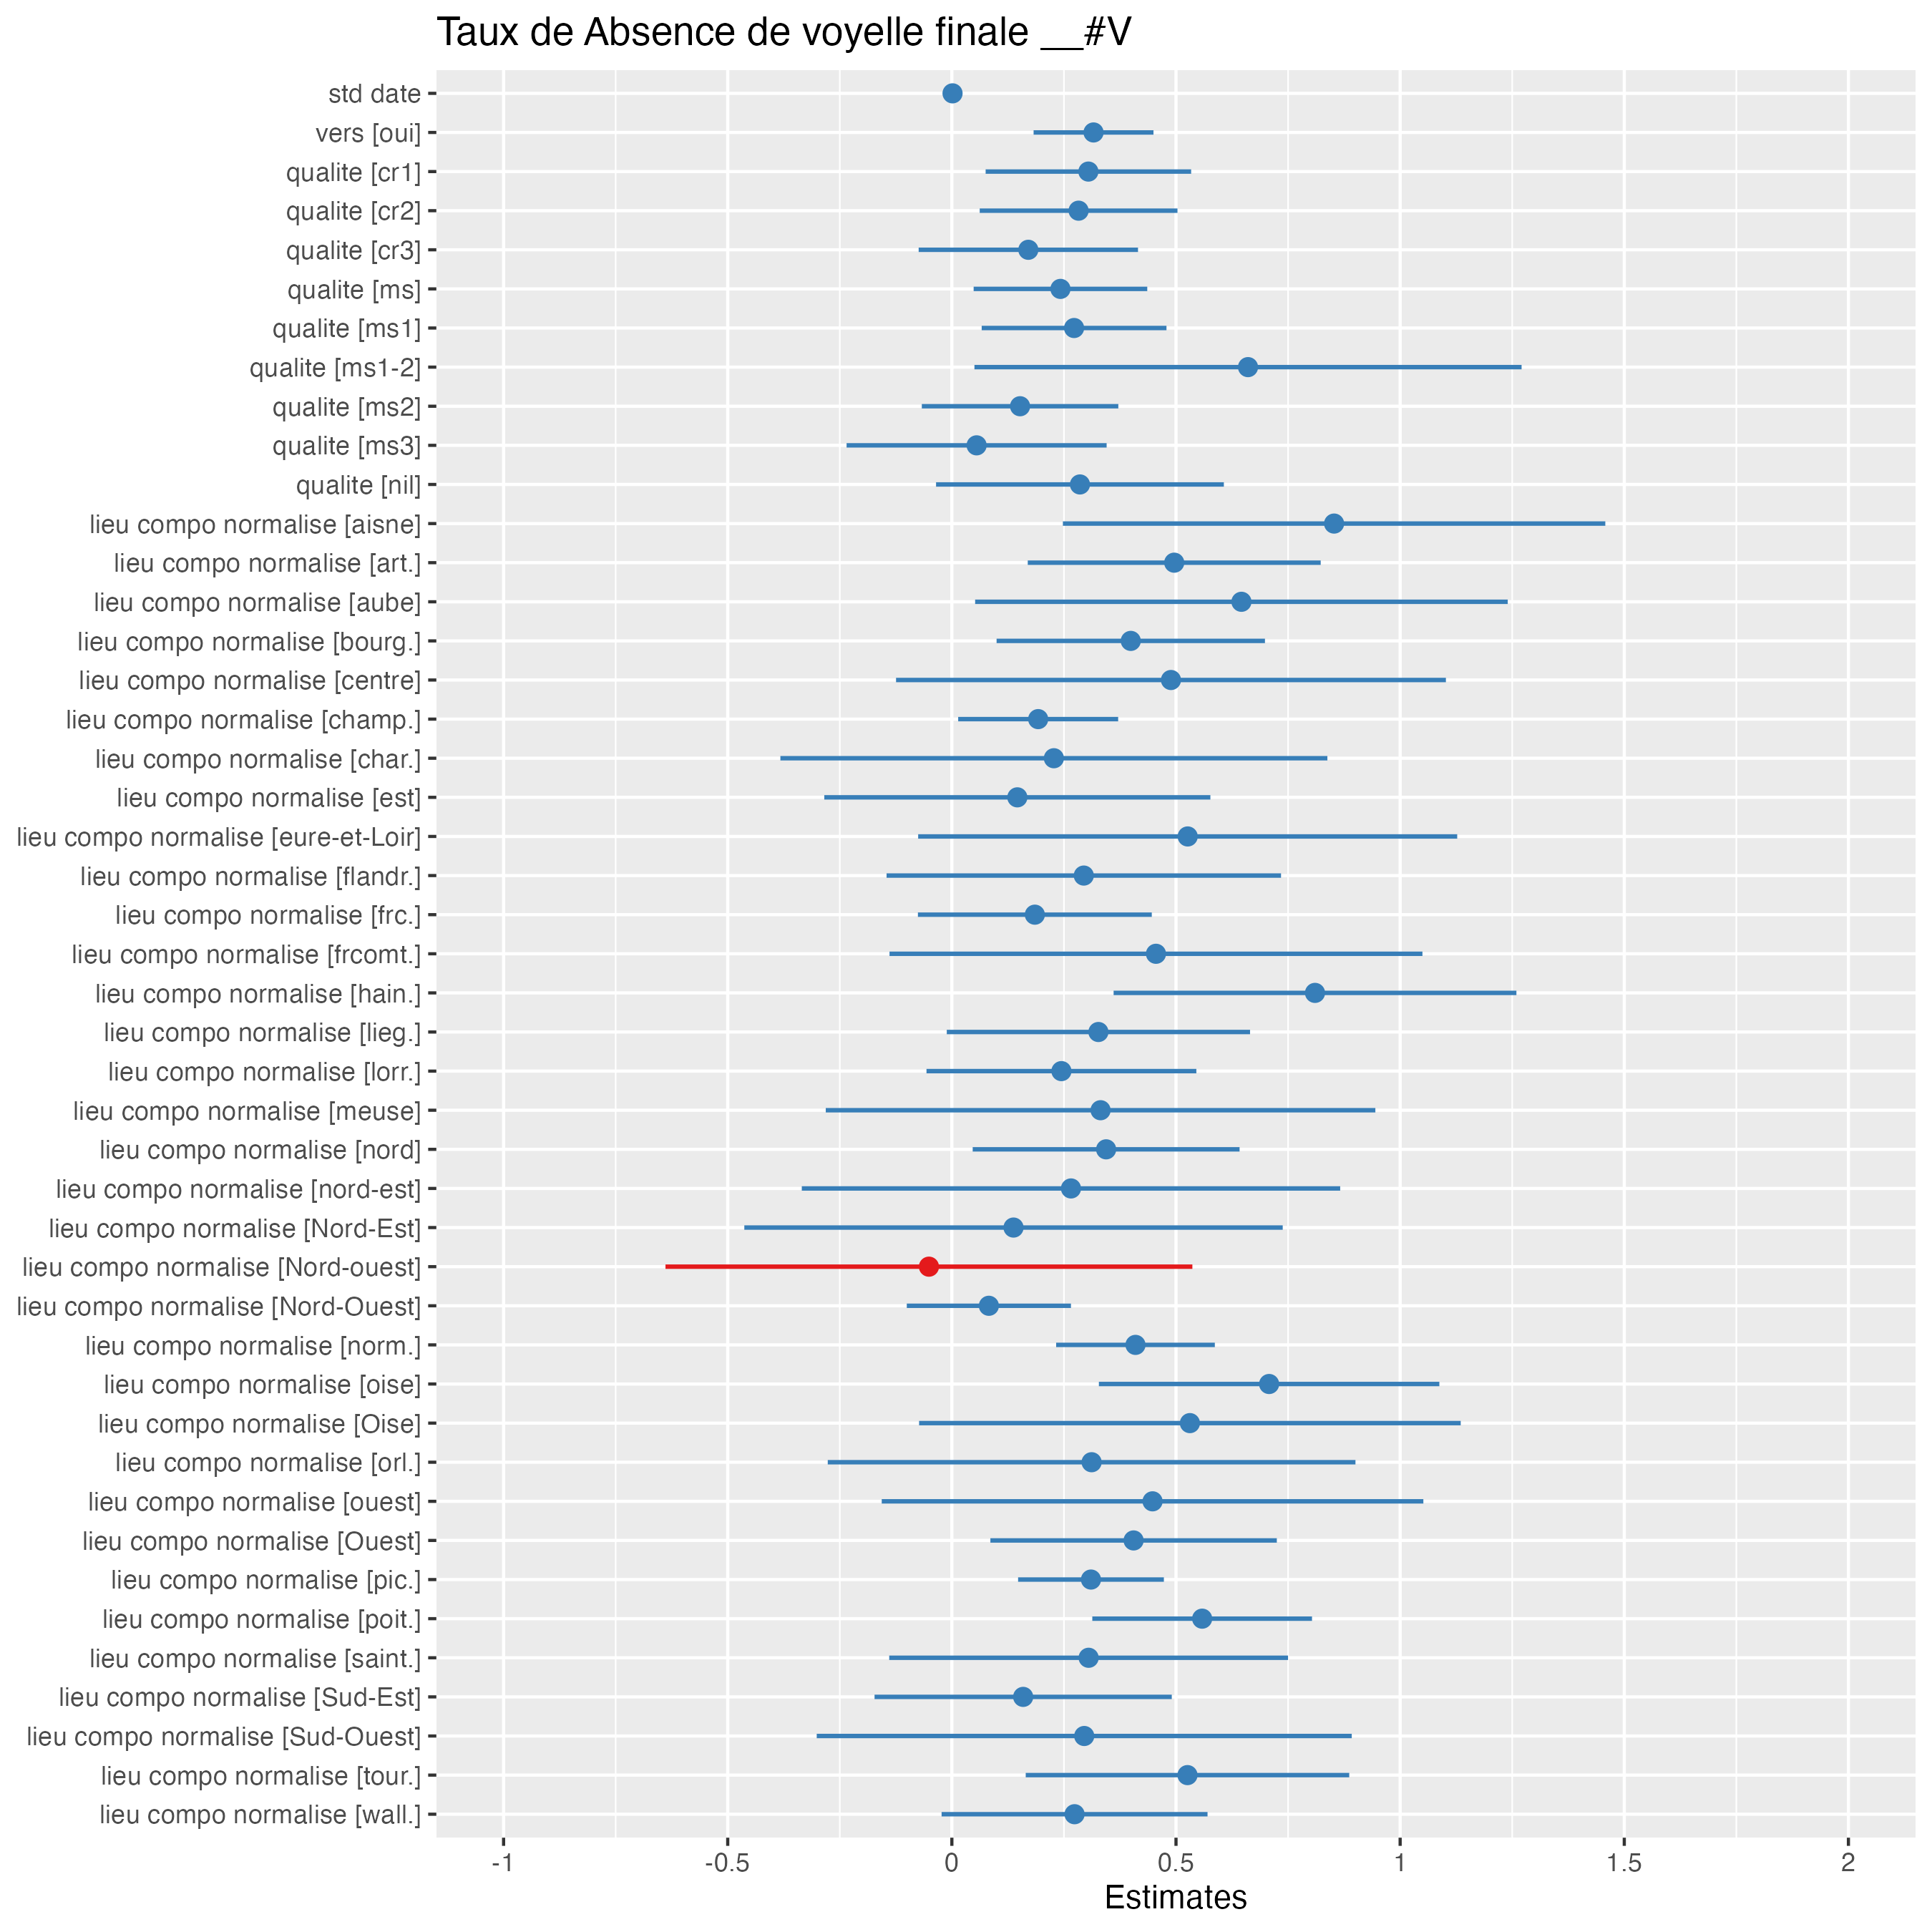 Taux de Absence de voyelle finale __#V
std date
vers [oui]
qualite [cr1]
qualite [cr2]
qualite [cr3]
qualite [ms]
qualite [ms1]
qualite [ms1-2]
qualite [ms2]
qualite [ms3]
qualite [nil]
lieu compo normalise [aisne]
lieu compo normalise [art.]
lieu compo normalise [aube]
lieu compo normalise [bourg.]
lieu compo normalise [centre]
lieu compo normalise [champ.]
lieu compo normalise [char.]
lieu compo normalise [est]
lieu compo normalise [eure-et-Loir]
lieu compo normalise [flandr.]
lieu compo normalise [frc.]
lieu compo normalise [frcomt.]
lieu compo normalise [hain.]
lieu compo normalise [lieg.]
lieu compo normalise [lorr.]
lieu compo normalise [meuse]
lieu compo normalise [nord]
lieu compo normalise [nord-est]
lieu compo normalise [Nord-Est]
lieu compo normalise [Nord-ouest]
lieu compo normalise [Nord-Ouest]
lieu compo normalise [norm.]
lieu compo normalise [oise]
lieu compo normalise [Oise]
lieu compo normalise [orl.]
lieu compo normalise [ouest]
lieu compo normalise [Ouest]
lieu compo normalise [pic.]
lieu compo normalise [poit.]
lieu compo normalise [saint.]
lieu compo normalise [Sud-Est]
lieu compo normalise [Sud-Ouest]
lieu compo normalise [tour.]
lieu compo normalise [wall.]
-1 -0.5 0 0.5 1 1.5 2
Estimates